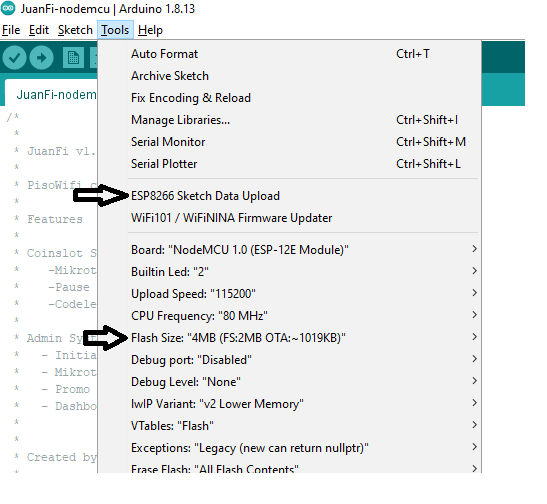 JuanFi-nodemcu | Arduino 1.8.13
File Edit Sketch Tools Help
Auto Format Ctrl+T
JuanFi-nodem
Archive Sketch
Fix Encoding & Reload
/*
Manage Libraries... Ctrl+Shift+I
*
Serial Monitor Ctrl+Shift+M
* JuanFi v1.
Serial Plotter Ctrl+Shift+L
*
* PisoWifi
ESP8266 Sketch Data Upload
*
WiFi101 / WiFiNINA Firmware Updater
* Features
*
Board: "NodeMCU 1.0 (ESP-12E Module)"
* Coinslot S
Builtin Led: "2"
* -Mikrot
* -Pause
Upload Speed: "115200"
* -Codele
CPU Frequency: "80 MHz"
*
* Admin Sy
Flash Size: "4MB (FS:2MB OTA:~1019KB)"
* - Initia
Debug port: "Disabled"
* - Mikrot
Debug Level: "None"
* - Promo
* - Dashbo
IwIP Variant: "v2 Lower Memory"
*
VTables: "Flash"
*
Exceptions: "Legacy (new can return nullptr)"
* Created by
Erase Flash: "All Flash Contents"
*